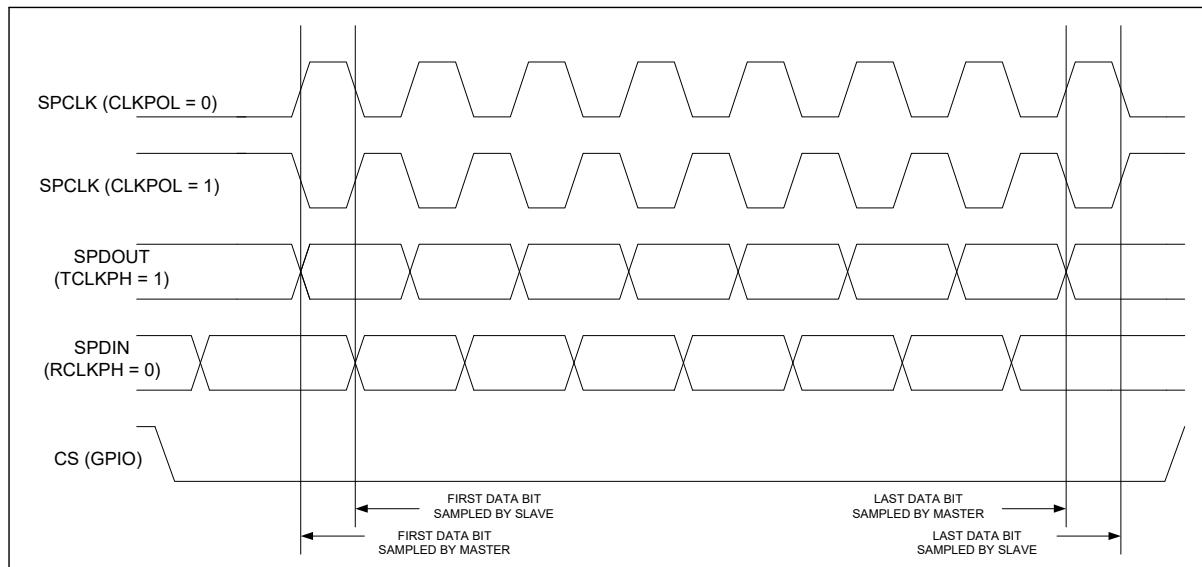 SPCLK (CLKPOL = 0)
SPCLK (CLKPOL = 1)
SPDOUT
(TCLKPH = 1)
SPDIN
(RCLKPH = 0)
CS (GPIO)
FIRST DATA BIT
SAMPLED BY SLAVE
LAST DATA BIT
SAMPLED BY MASTER
FIRST DATA BIT
SAMPLED BY MASTER
LAST DATA BIT
SAMPLED BY SLAVE